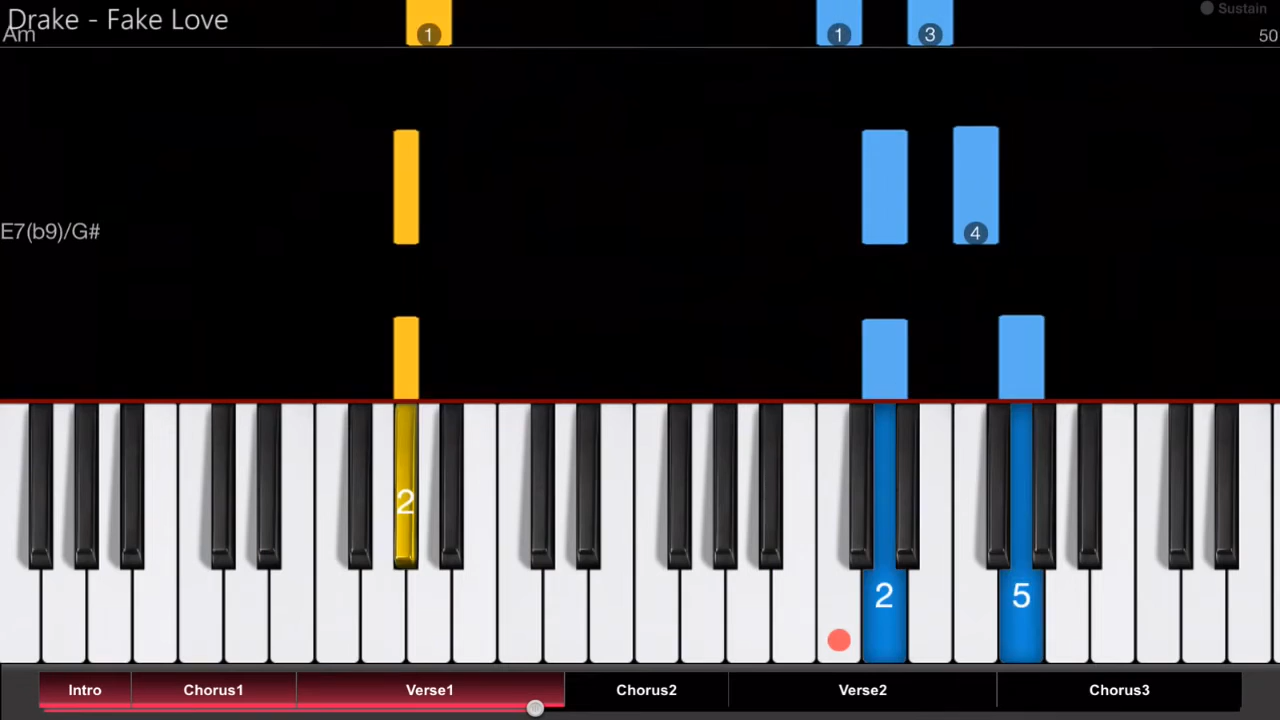 Drake - Fake Love
Sustain
Am
1
1
3
50
E7(b9)/G#
4
2
2
5
Intro
Chorus1
Verse1
Chorus2
Verse2
Chorus3